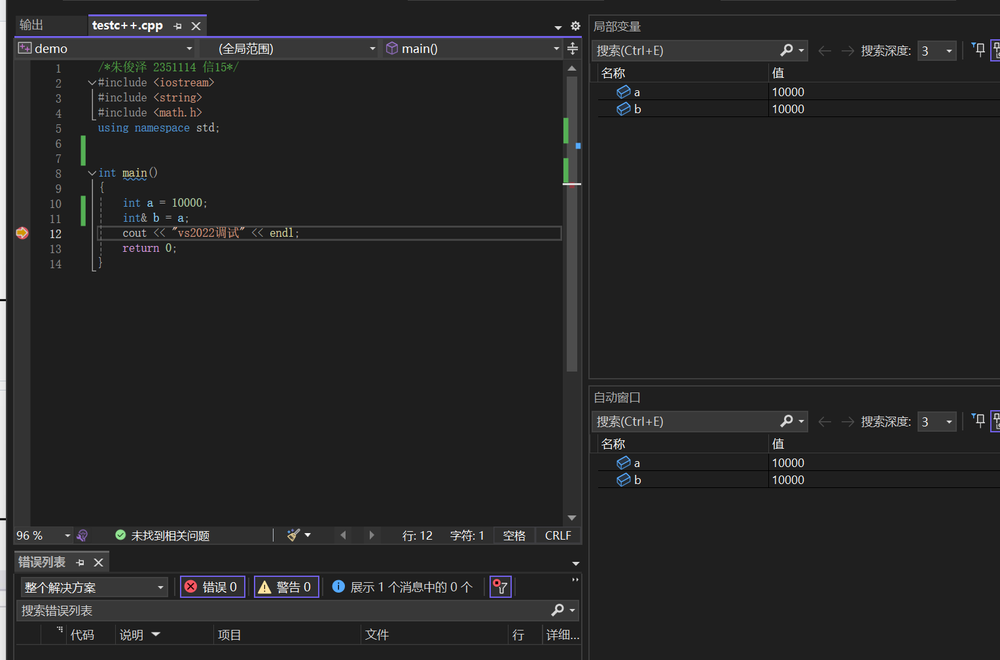 输出
testc++.cpp
demo
(全局范围)
main()
1 /*朱俊泽 2351114 信15*/
2 #include <iostream>
3 #include <string>
4 #include <math.h>
5 using namespace std;
6
7
8 int main()
9 {
10 int a = 10000;
11 int& b = a;
12 cout << "vs2022调试" << endl;
13 return 0;
14 }
96 %
未找到相关问题
行: 12
字符: 1
空格
CRLF
错误列表
整个解决方案
错误 0
警告 0
展示 1 个消息中的 0 个
搜索错误列表
代码
说明
项目
文件
行
详细...
局部变量
搜索(Ctrl+E)
搜索深度: 3
名称 值
a 10000
b 10000
自动窗口
搜索(Ctrl+E)
搜索深度: 3
名称 值
a 10000
b 10000